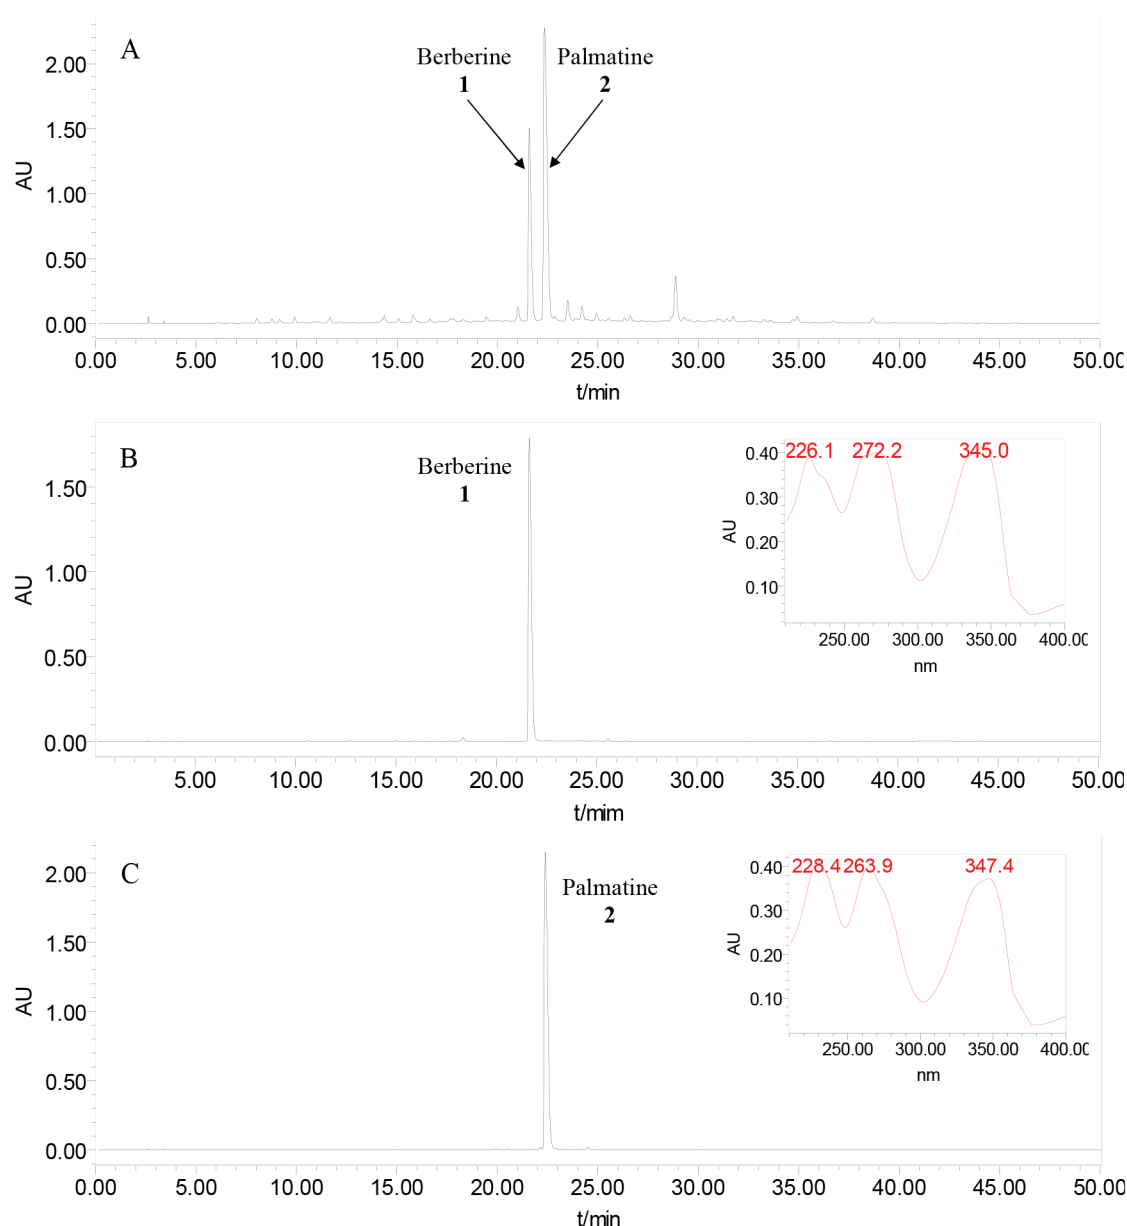 A
Berberine
1
Palmatine
2
2.00
1.50
1.00
0.50
0.00
AU
0.00 5.00 10.00 15.00 20.00 25.00 30.00 35.00 40.00 45.00 50.00
t/min
B
Berberine
1
1.50
1.00
0.50
0.00
AU
5.00 10.00 15.00 20.00 25.00 30.00 35.00 40.00 45.00 50.00
t/mim
226.1 272.2 345.0
0.40
0.30
0.20
0.10
AU
250.00 300.00 350.00 400.00
nm
C
Palmatine
2
2.00
1.50
1.00
0.50
0.00
AU
0.00 5.00 10.00 15.00 20.00 25.00 30.00 35.00 40.00 45.00 50.00
t/min
228.4 263.9 347.4
0.40
0.30
0.20
0.10
AU
250.00 300.00 350.00 400.00
nm